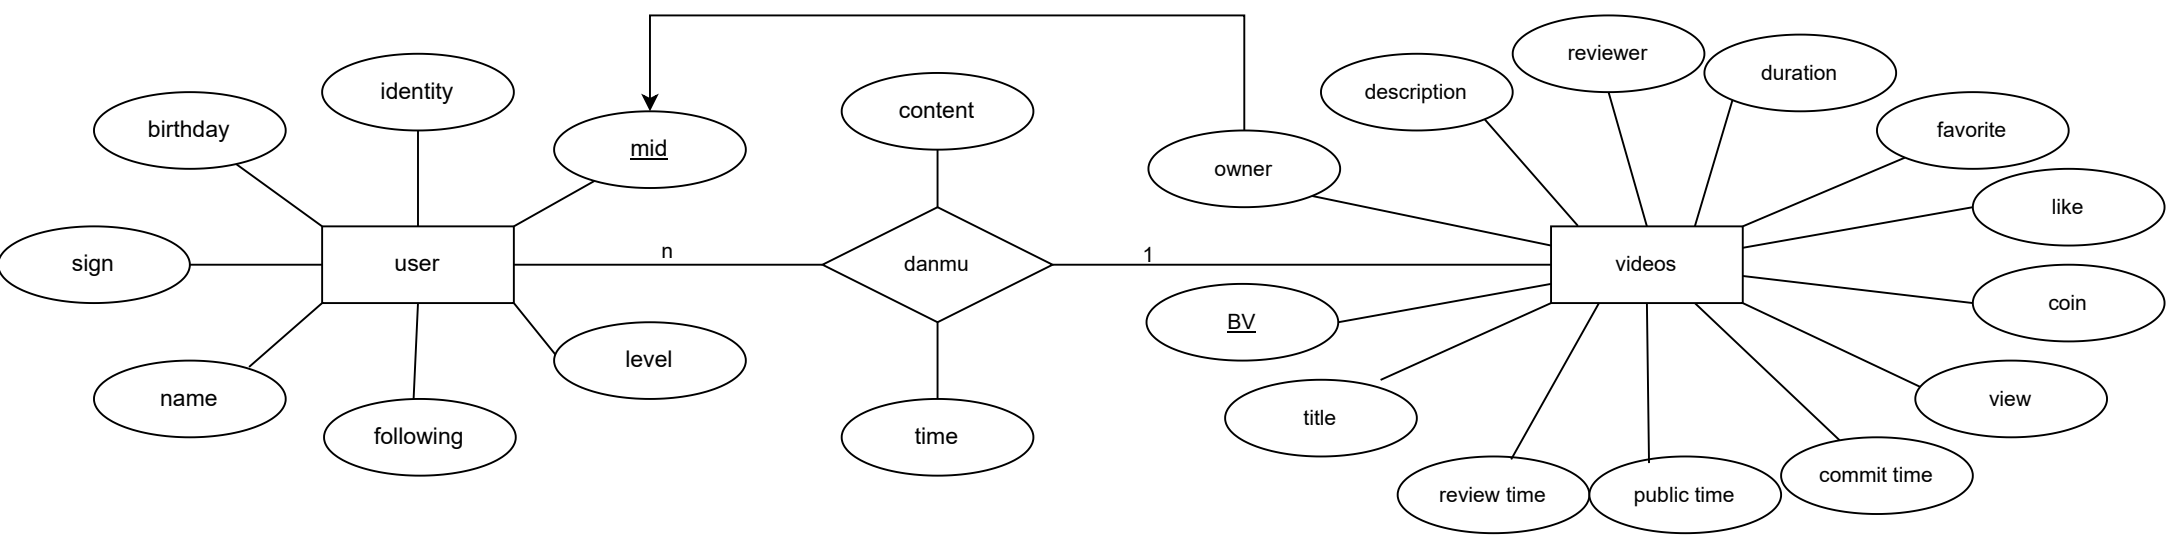 reviewer
duration
identity
description
content
birthday
favorite
mid
owner
like
n
1
sign
user
danmu
videos
coin
BV
level
name
view
title
following
time
commit time
review time
public time